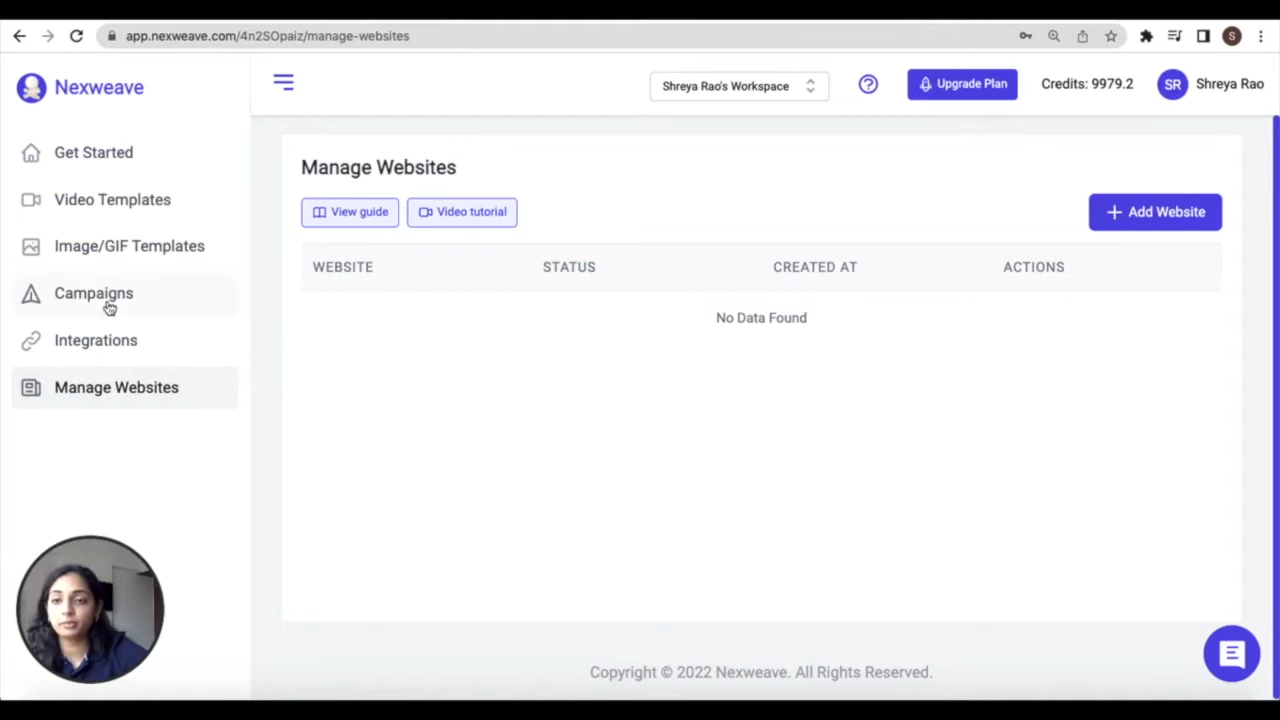 app.nexweave.com/4n2SOpaiz/manage-websites
S
Nexweave
Shreya Rao's Workspace
Upgrade Plan
Credits: 9979.2
SR
Shreya Rao
Get Started
Video Templates
Image/GIF Templates
Campaigns
Integrations
Manage Websites
Manage Websites
View guide
Video tutorial
+ Add Website
WEBSITE STATUS CREATED AT ACTIONS
No Data Found
Copyright © 2022 Nexweave. All Rights Reserved.